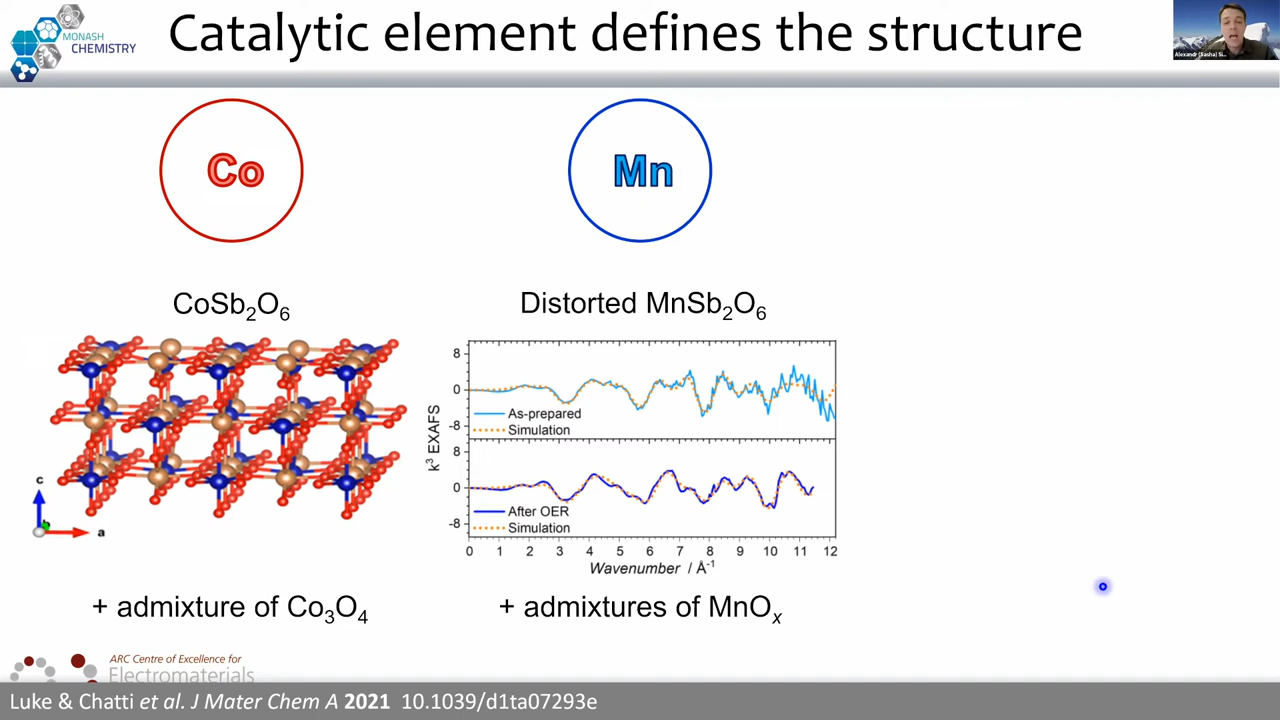 MONASH
CHEMISTRY
Catalytic element defines the structure
Alexandr (Sasha) Si...
Co
Mn
CoSb₂O₆
Distorted MnSb₂O₆
c
b
a
k³ EXAFS
8
0
-8
As-prepared
Simulation
8
0
-8
After OER
Simulation
0 1 2 3 4 5 6 7 8 9 10 11 12
Wavenumber / Å⁻¹
+ admixture of Co₃O₄
+ admixtures of MnOₓ
ARC Centre of Excellence for
Electromaterials
Luke & Chatti et al. J Mater Chem A 2021 10.1039/d1ta07293e